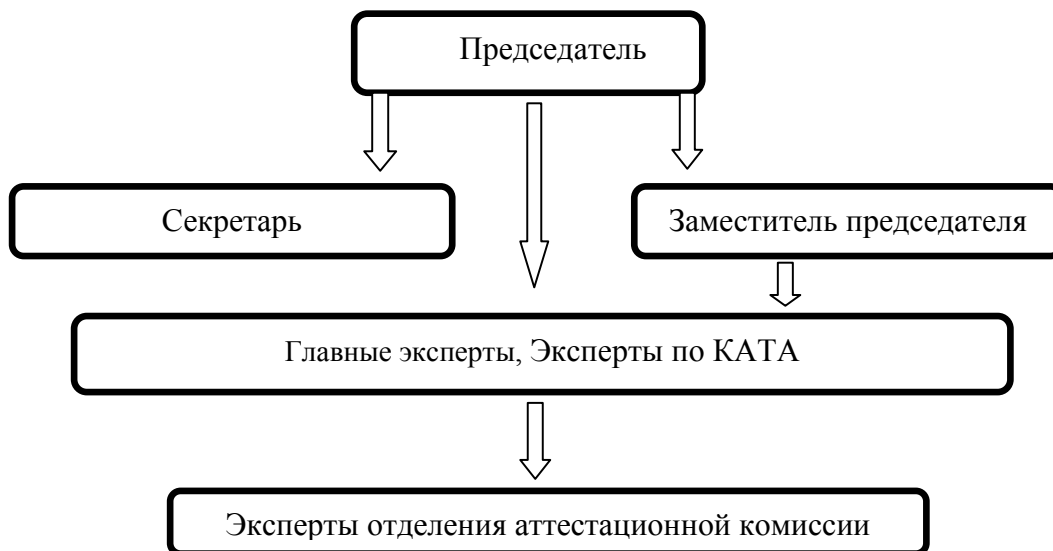 Председатель
Секретарь
Заместитель председателя
Главные эксперты, Эксперты по КАТА
Эксперты отделения аттестационной комиссии